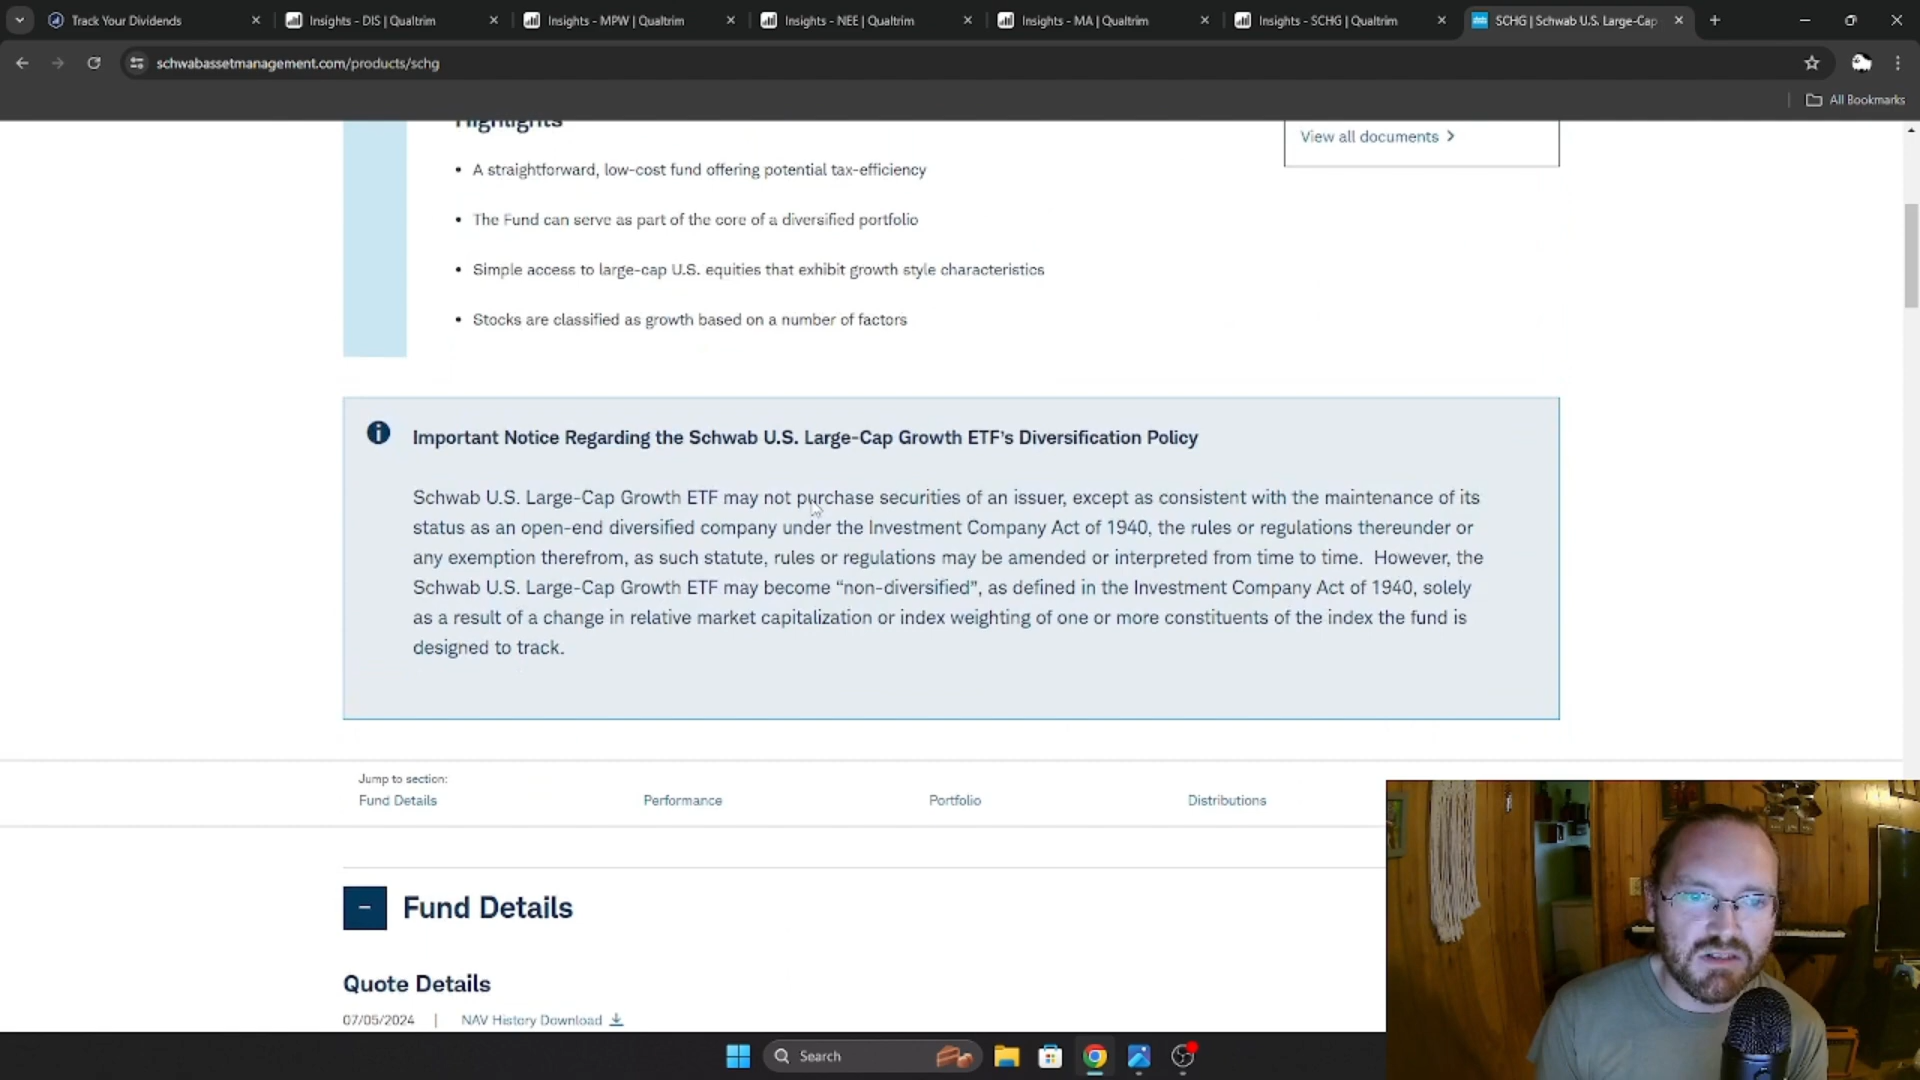 Track Your Dividends
Insights - DIS | Qualtrim
Insights - MPW | Qualtrim
Insights - NEE | Qualtrim
Insights - MA | Qualtrim
Insights - SCHG | Qualtrim
SCHG | Schwab U.S. Large-Cap
schwabassetmanagement.com/products/schg
All Bookmarks
Highlights
View all documents
• A straightforward, low-cost fund offering potential tax-efficiency
• The Fund can serve as part of the core of a diversified portfolio
• Simple access to large-cap U.S. equities that exhibit growth style characteristics
• Stocks are classified as growth based on a number of factors
Important Notice Regarding the Schwab U.S. Large-Cap Growth ETF's Diversification Policy
Schwab U.S. Large-Cap Growth ETF may not purchase securities of an issuer, except as consistent with the maintenance of its
status as an open-end diversified company under the Investment Company Act of 1940, the rules or regulations thereunder or
any exemption therefrom, as such statute, rules or regulations may be amended or interpreted from time to time. However, the
Schwab U.S. Large-Cap Growth ETF may become “non-diversified”, as defined in the Investment Company Act of 1940, solely
as a result of a change in relative market capitalization or index weighting of one or more constituents of the index the fund is
designed to track.
Jump to section:
Fund Details
Performance
Portfolio
Distributions
Fund Details
Quote Details
07/05/2024 | NAV History Download
Search